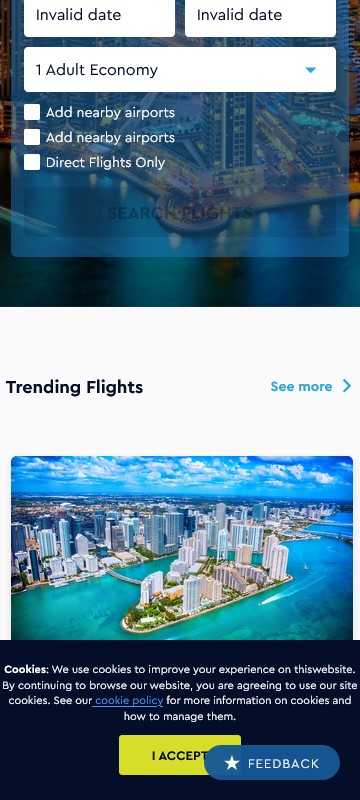 Invalid date Invalid date
1 Adult Economy
Add nearby airports
Add nearby airports
Direct Flights Only
SEARCH FLIGHTS
Trending Flights See more
Cookies: We use cookies to improve your experience on thiswebsite.
By continuing to browse our website, you are agreeing to use our site
cookies. See our cookie policy for more information on cookies and
how to manage them.
I ACCEPT
FEEDBACK